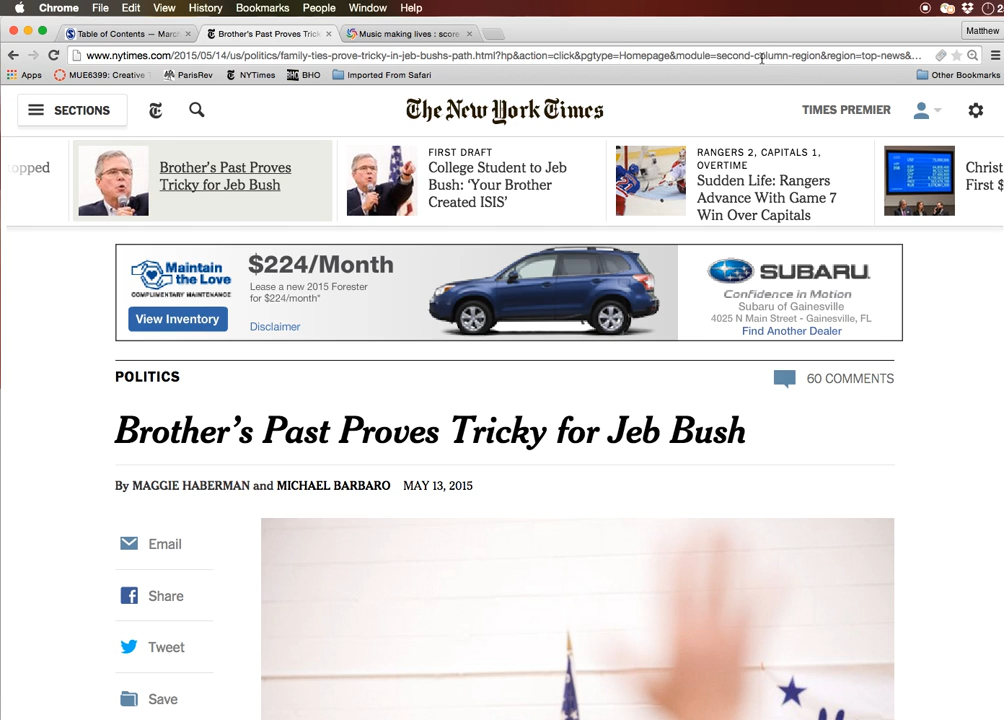 Chrome File Edit View History Bookmarks People Window Help
Table of Contents — March
Brother's Past Proves Trick
Music making lives : score
Matthew
www.nytimes.com/2015/05/14/us/politics/family-ties-prove-tricky-in-jeb-bushs-path.html?hp&action=click&pgtype=Homepage&module=second-column-region&region=top-news&...
Apps MUE6399: Creative ParisRev NYTimes BHO Imported From Safari Other Bookmarks
SECTIONS
The New York Times
TIMES PREMIER
opped
Brother's Past Proves
Tricky for Jeb Bush
FIRST DRAFT
College Student to Jeb
Bush: 'Your Brother
Created ISIS'
RANGERS 2, CAPITALS 1,
OVERTIME
Sudden Life: Rangers
Advance With Game 7
Win Over Capitals
Christ
First $
Maintain
the Love
COMPLIMENTARY MAINTENANCE
View Inventory
$224/Month
Lease a new 2015 Forester
for $224/month*
Disclaimer
SUBARU
Confidence in Motion
Subaru of Gainesville
4025 N Main Street - Gainesville, FL
Find Another Dealer
POLITICS
60 COMMENTS
Brother's Past Proves Tricky for Jeb Bush
By MAGGIE HABERMAN and MICHAEL BARBARO MAY 13, 2015
Email
Share
Tweet
Save